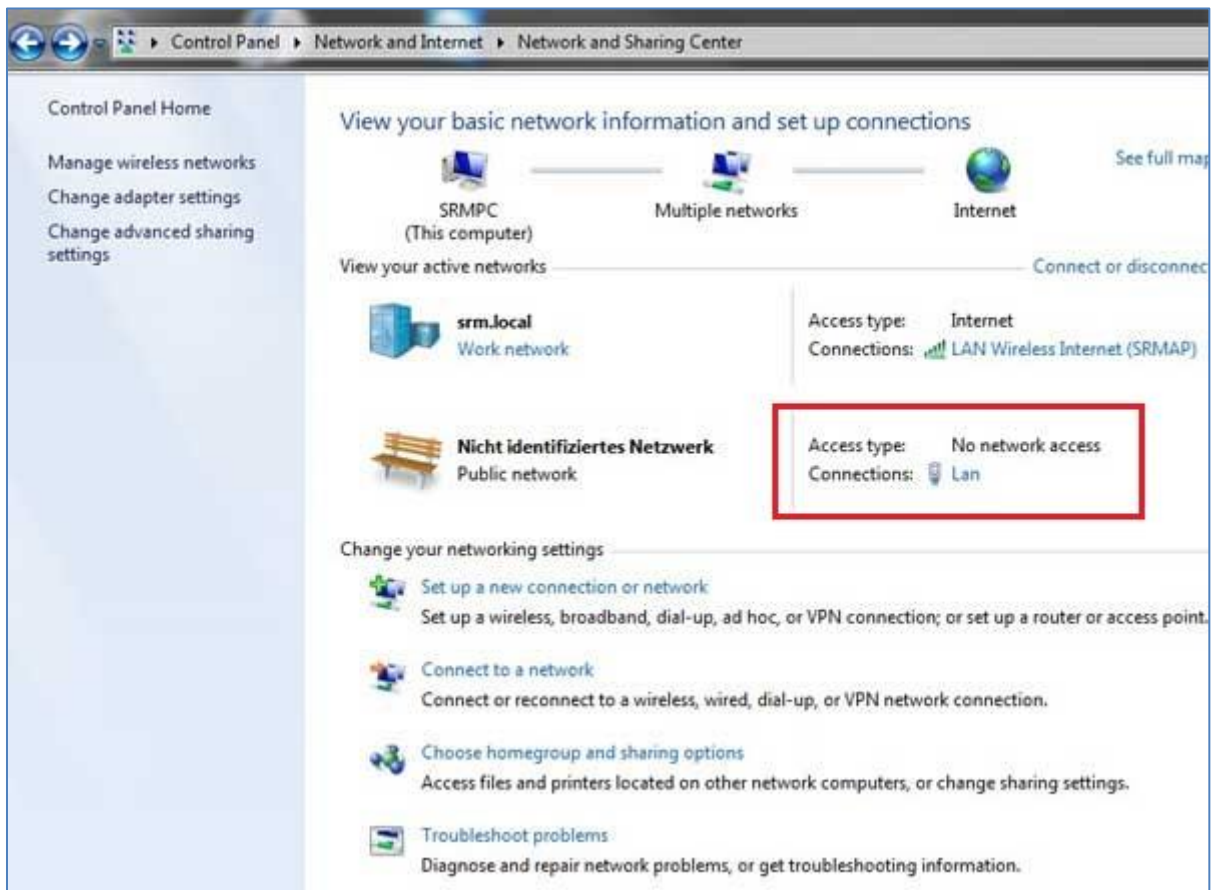 Control Panel ▸ Network and Internet ▸ Network and Sharing Center
Control Panel Home
Manage wireless networks
Change adapter settings
Change advanced sharing
settings
View your basic network information and set up connections
See full map
SRMPC
(This computer)
Multiple networks
Internet
View your active networks
Connect or disconnec
srm.local
Work network
Access type: Internet
Connections: LAN Wireless Internet (SRMAP)
Nicht identifiziertes Netzwerk
Public network
Access type: No network access
Connections: Lan
Change your networking settings
Set up a new connection or network
Set up a wireless, broadband, dial-up, ad hoc, or VPN connection; or set up a router or access point.
Connect to a network
Connect or reconnect to a wireless, wired, dial-up, or VPN network connection.
Choose homegroup and sharing options
Access files and printers located on other network computers, or change sharing settings.
Troubleshoot problems
Diagnose and repair network problems, or get troubleshooting information.